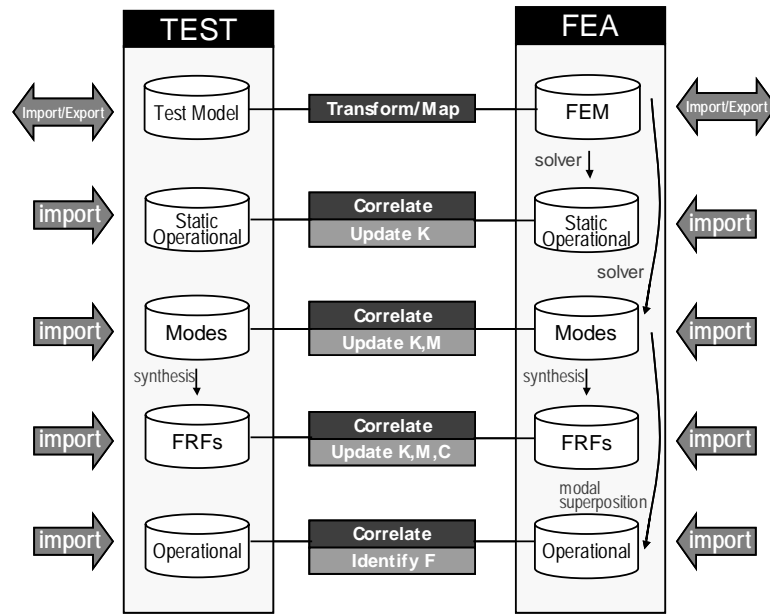 TEST
FEA
Import/Export
Test Model
Transform/Map
FEM
Import/Export
solver
import
Static
Operational
Correlate
Update K
Static
Operational
import
solver
import
Modes
Correlate
Update K,M
Modes
import
synthesis
synthesis
import
FRFs
Correlate
Update K,M,C
FRFs
import
modal
superposition
import
Operational
Correlate
Identify F
Operational
import